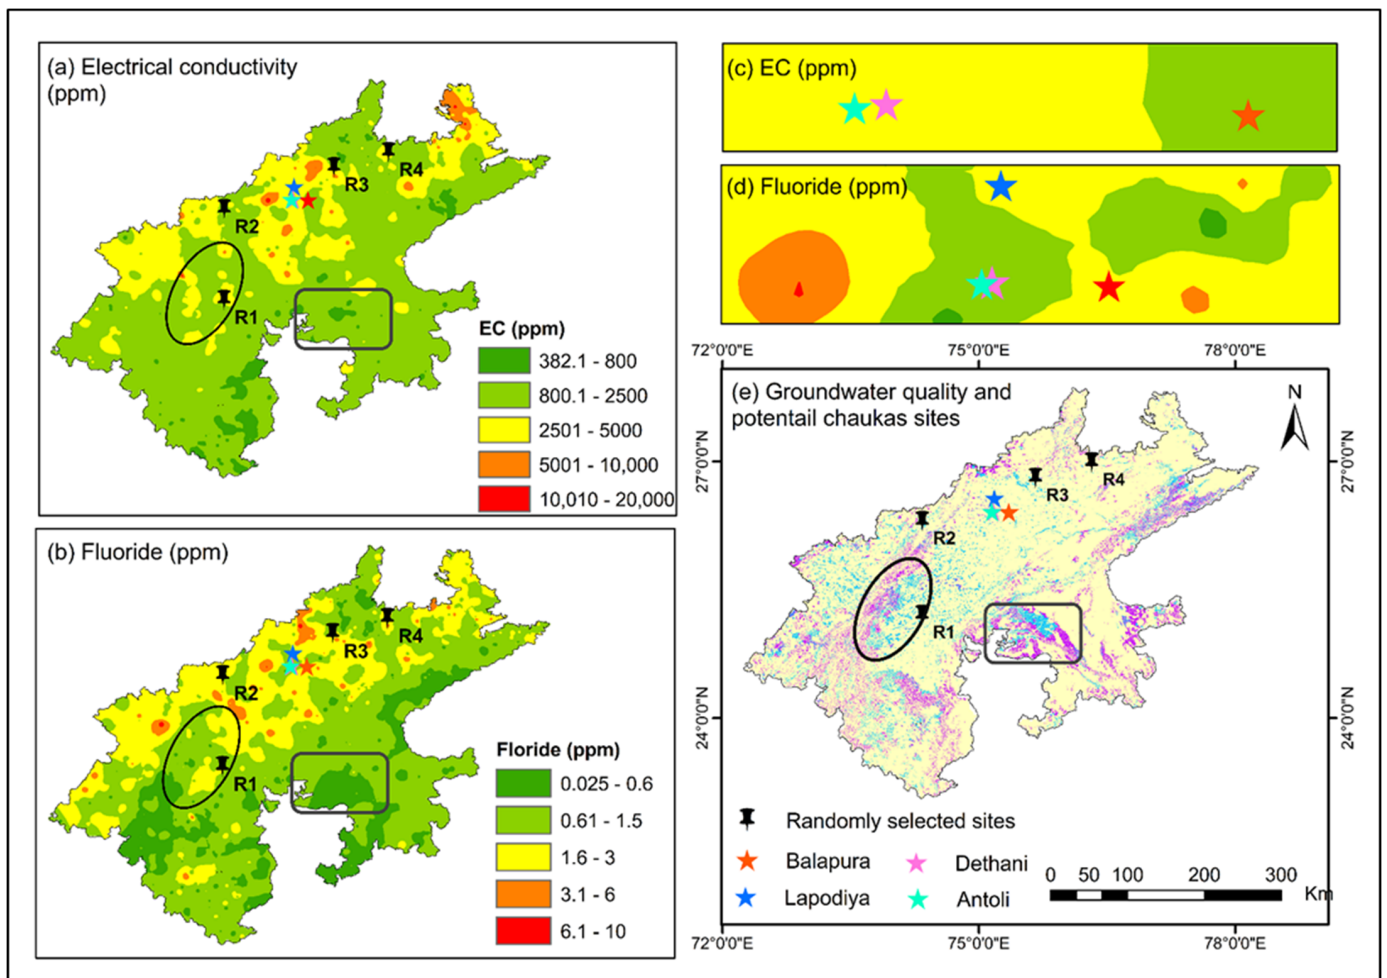 (a) Electrical conductivity
(ppm)
R4
R3
R2
R1
EC (ppm)
382.1 - 800
800.1 - 2500
2501 - 5000
5001 - 10,000
10,010 - 20,000
(b) Fluoride (ppm)
R4
R3
R2
R1
Floride (ppm)
0.025 - 0.6
0.61 - 1.5
1.6 - 3
3.1 - 6
6.1 - 10
(c) EC (ppm)
(d) Fluoride (ppm)
72°0'0"E
75°0'0"E
78°0'0"E
(e) Groundwater quality and
potentail chaukas sites
N
27°0'0"N
27°0'0"N
R4
R3
R2
R1
24°0'0"N
24°0'0"N
Randomly selected sites
Balapura
Dethani
Lapodiya
Antoli
0 50 100 200 300
Km
72°0'0"E
75°0'0"E
78°0'0"E